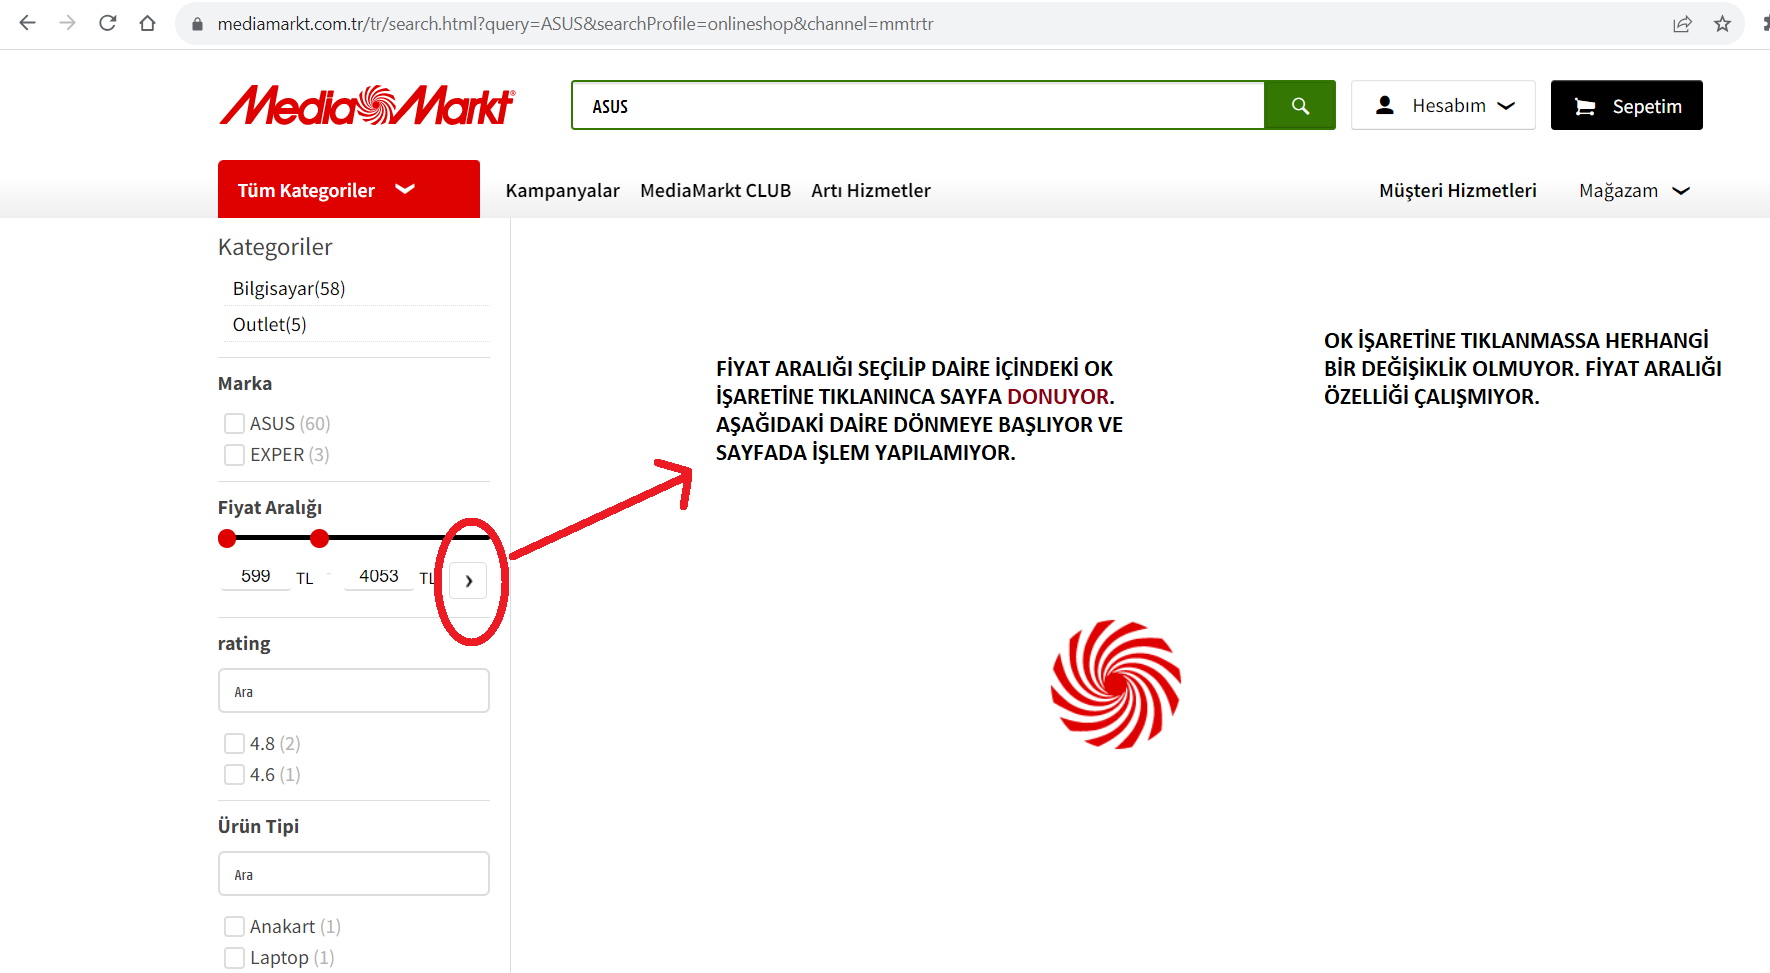 mediamarkt.com.tr/tr/search.html?query=ASUS&searchProfile=onlineshop&channel=mmtrtr
MediaMarkt®
ASUS
Hesabım
Sepetim
Tüm Kategoriler
Kampanyalar
MediaMarkt CLUB
Artı Hizmetler
Müşteri Hizmetleri
Mağazam
Kategoriler
Bilgisayar(58)
Outlet(5)
Marka
ASUS (60)
EXPER (3)
Fiyat Aralığı
599 TL - 4053 TL
rating
Ara
4.8 (2)
4.6 (1)
Ürün Tipi
Ara
Anakart (1)
Laptop (1)
FİYAT ARALIĞI SEÇİLİP DAİRE İÇİNDEKİ OK
İŞARETİNE TIKLANINCA SAYFA DONUYOR.
AŞAĞIDAKİ DAİRE DÖNMEYE BAŞLIYOR VE
SAYFADA İŞLEM YAPILAMIYOR.
OK İŞARETİNE TIKLANMASSA HERHANGİ
BİR DEĞİŞİKLİK OLMUYOR. FİYAT ARALIĞI
ÖZELLİĞİ ÇALIŞMIYOR.